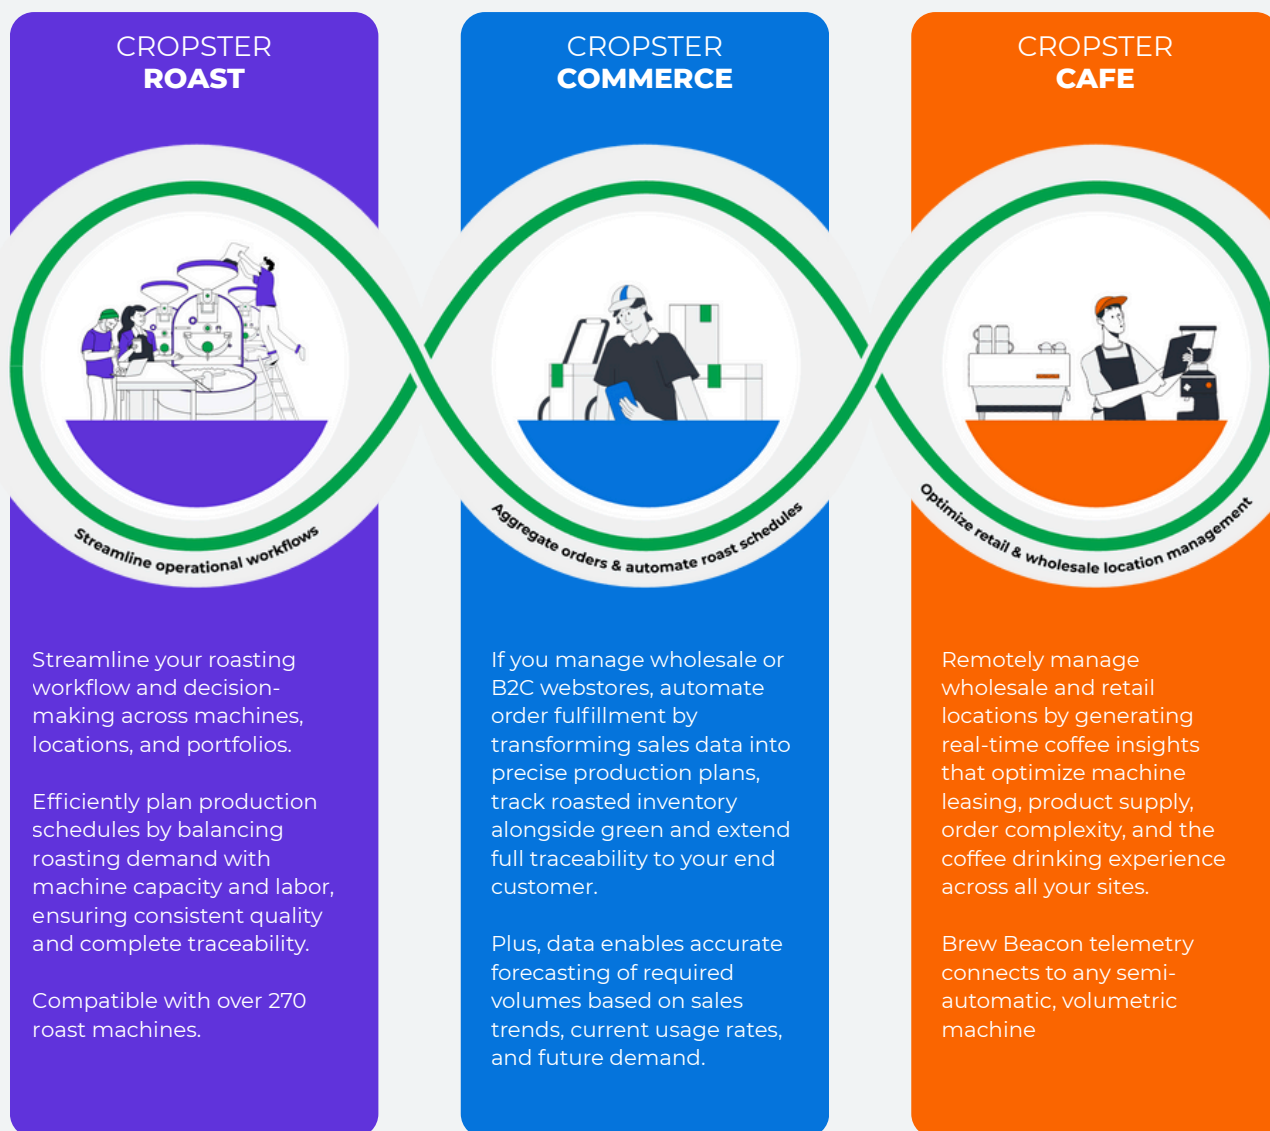 CROPSTER
ROAST
Streamline operational workflows
Streamline your roasting
workflow and decision-
making across machines,
locations, and portfolios.
Efficiently plan production
schedules by balancing
roasting demand with
machine capacity and labor,
ensuring consistent quality
and complete traceability.
Compatible with over 270
roast machines.
CROPSTER
COMMERCE
Aggregate orders & automate roast schedules
If you manage wholesale or
B2C webstores, automate
order fulfillment by
transforming sales data into
precise production plans,
track roasted inventory
alongside green and extend
full traceability to your end
customer.
Plus, data enables accurate
forecasting of required
volumes based on sales
trends, current usage rates,
and future demand.
CROPSTER
CAFE
Optimize retail & wholesale location management
Remotely manage
wholesale and retail
locations by generating
real-time coffee insights
that optimize machine
leasing, product supply,
order complexity, and the
coffee drinking experience
across all your sites.
Brew Beacon telemetry
connects to any semi-
automatic, volumetric
machine